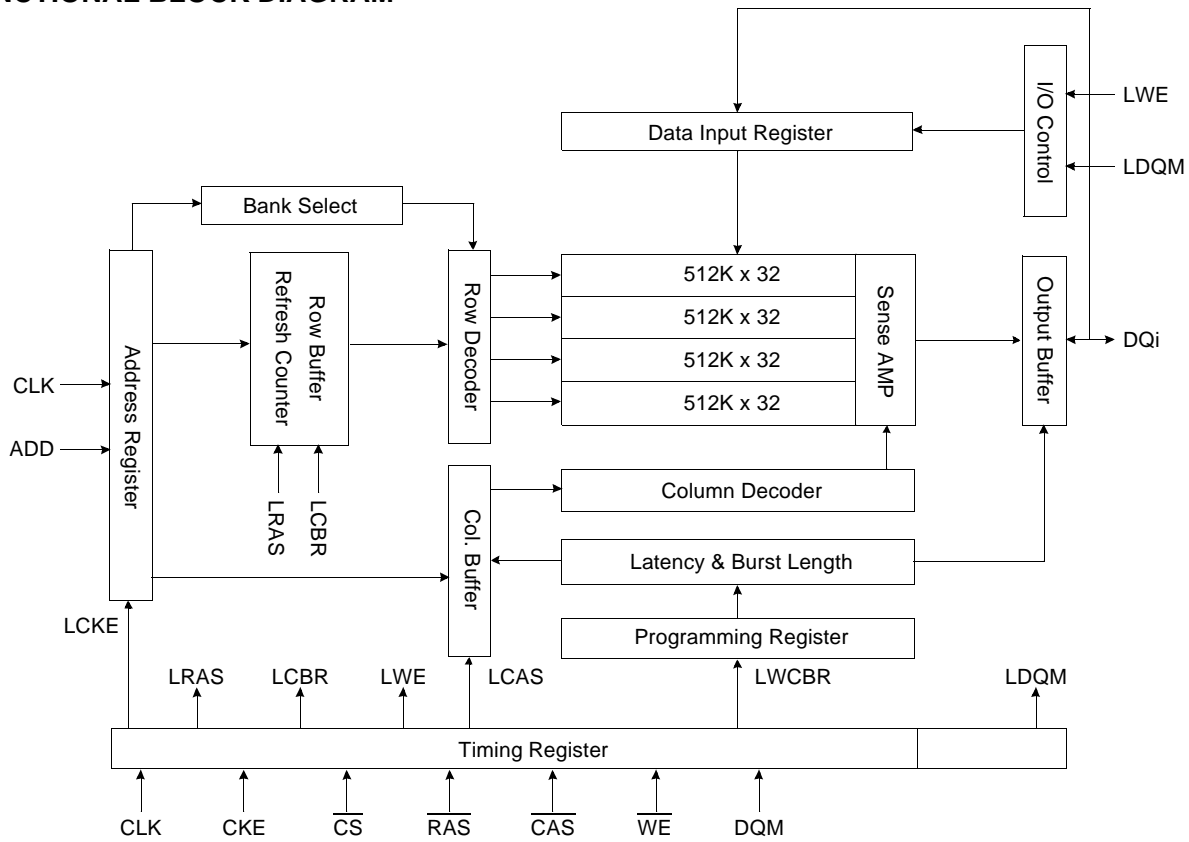 LWE
I/O Control
Data Input Register
LDQM
Bank Select
512K x 32
512K x 32
512K x 32
512K x 32
Row Buffer
Refresh Counter
Row Decoder
Sense AMP
Output Buffer
DQi
Address Register
CLK
ADD
LRAS
LCBR
Col. Buffer
Column Decoder
Latency & Burst Length
Programming Register
LCKE
LRAS
LCBR
LWE
LCAS
LWCBR
LDQM
Timing Register
CLK
CKE
CS
RAS
CAS
WE
DQM